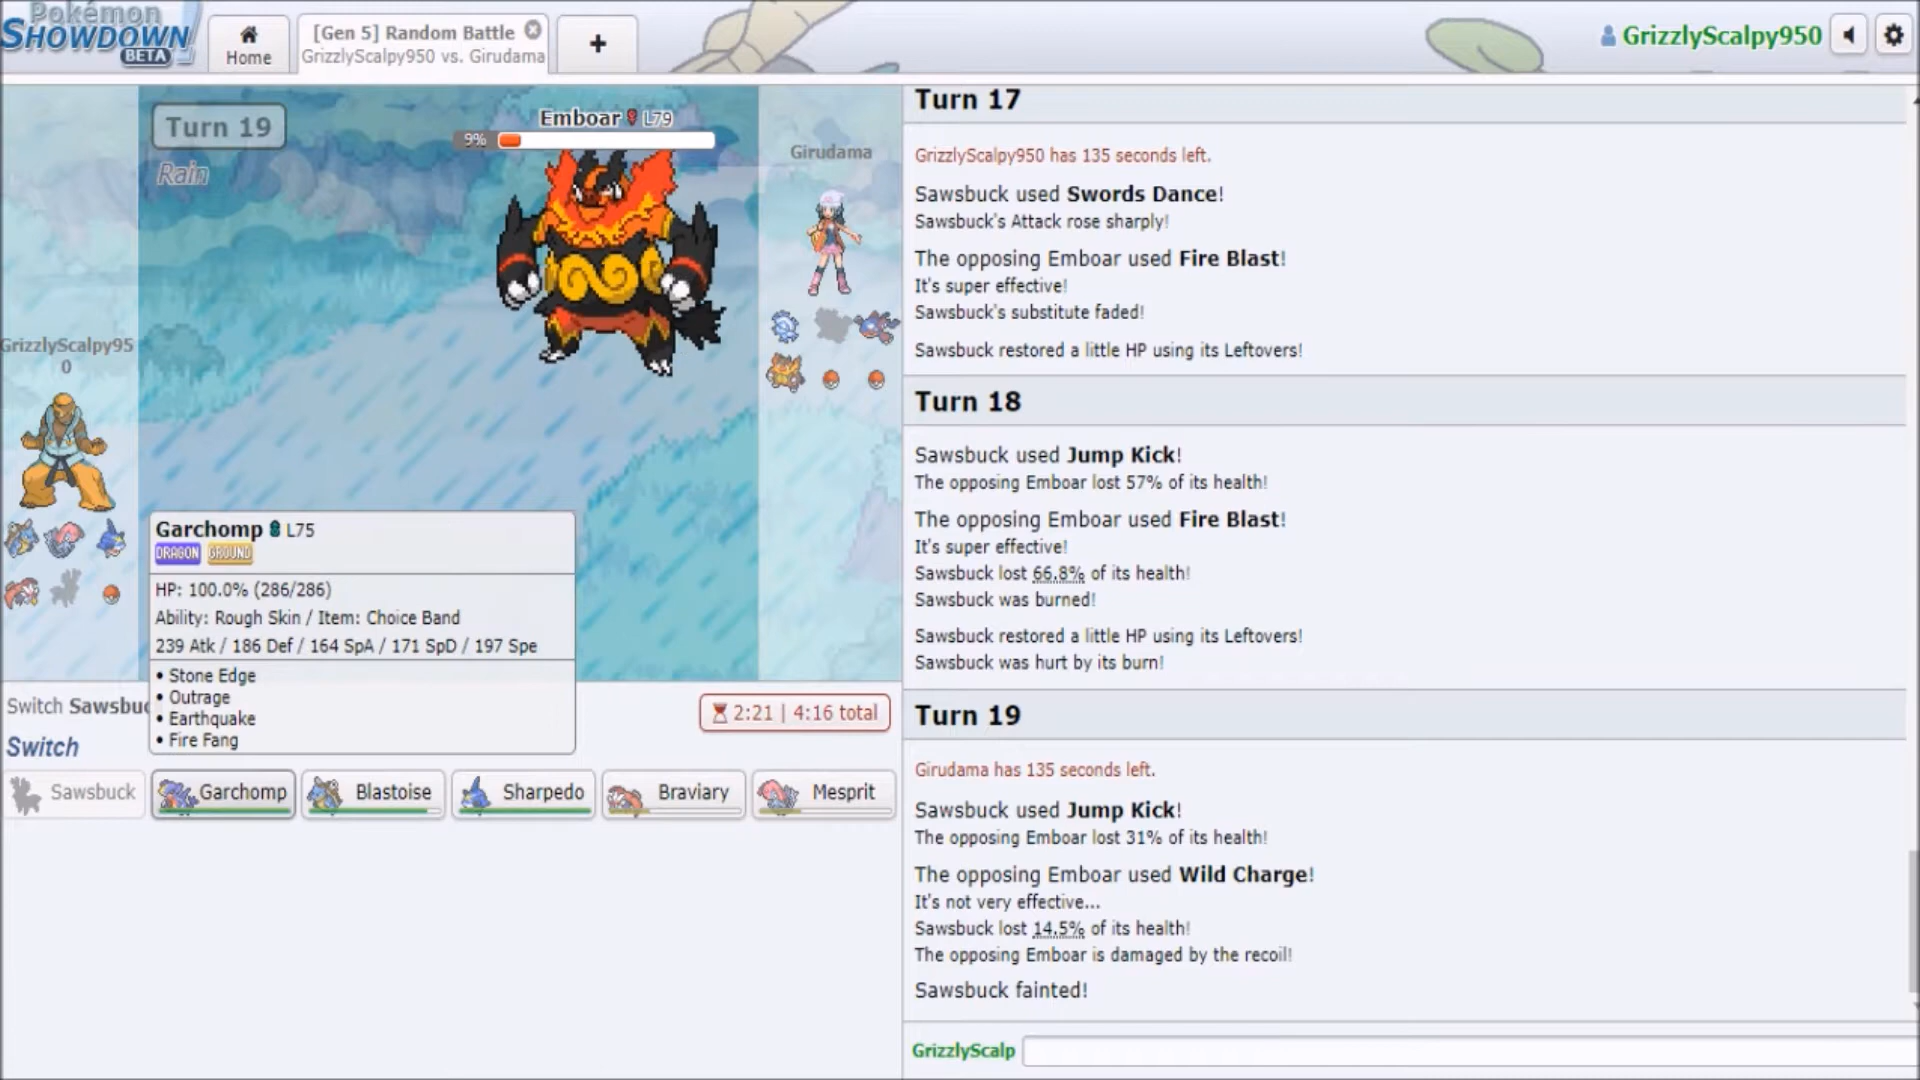 Pokémon
SHOWDOWN
BETA
Home
[Gen 5] Random Battle
GrizzlyScalpy950 vs. Girudama
+
GrizzlyScalpy950
Turn 19
Rain
Emboar L79
9%
Girudama
GrizzlyScalpy95
0
Garchomp L75
DRAGON GROUND
HP: 100.0% (286/286)
Ability: Rough Skin / Item: Choice Band
239 Atk / 186 Def / 164 SpA / 171 SpD / 197 Spe
• Stone Edge
• Outrage
• Earthquake
• Fire Fang
Switch Sawsbuc
2:21 | 4:16 total
Switch
Sawsbuck
Garchomp
Blastoise
Sharpedo
Braviary
Mesprit
Turn 17
GrizzlyScalpy950 has 135 seconds left.
Sawsbuck used Swords Dance!
Sawsbuck's Attack rose sharply!
The opposing Emboar used Fire Blast!
It's super effective!
Sawsbuck's substitute faded!
Sawsbuck restored a little HP using its Leftovers!
Turn 18
Sawsbuck used Jump Kick!
The opposing Emboar lost 57% of its health!
The opposing Emboar used Fire Blast!
It's super effective!
Sawsbuck lost 66.8% of its health!
Sawsbuck was burned!
Sawsbuck restored a little HP using its Leftovers!
Sawsbuck was hurt by its burn!
Turn 19
Girudama has 135 seconds left.
Sawsbuck used Jump Kick!
The opposing Emboar lost 31% of its health!
The opposing Emboar used Wild Charge!
It's not very effective...
Sawsbuck lost 14.5% of its health!
The opposing Emboar is damaged by the recoil!
Sawsbuck fainted!
GrizzlyScalp